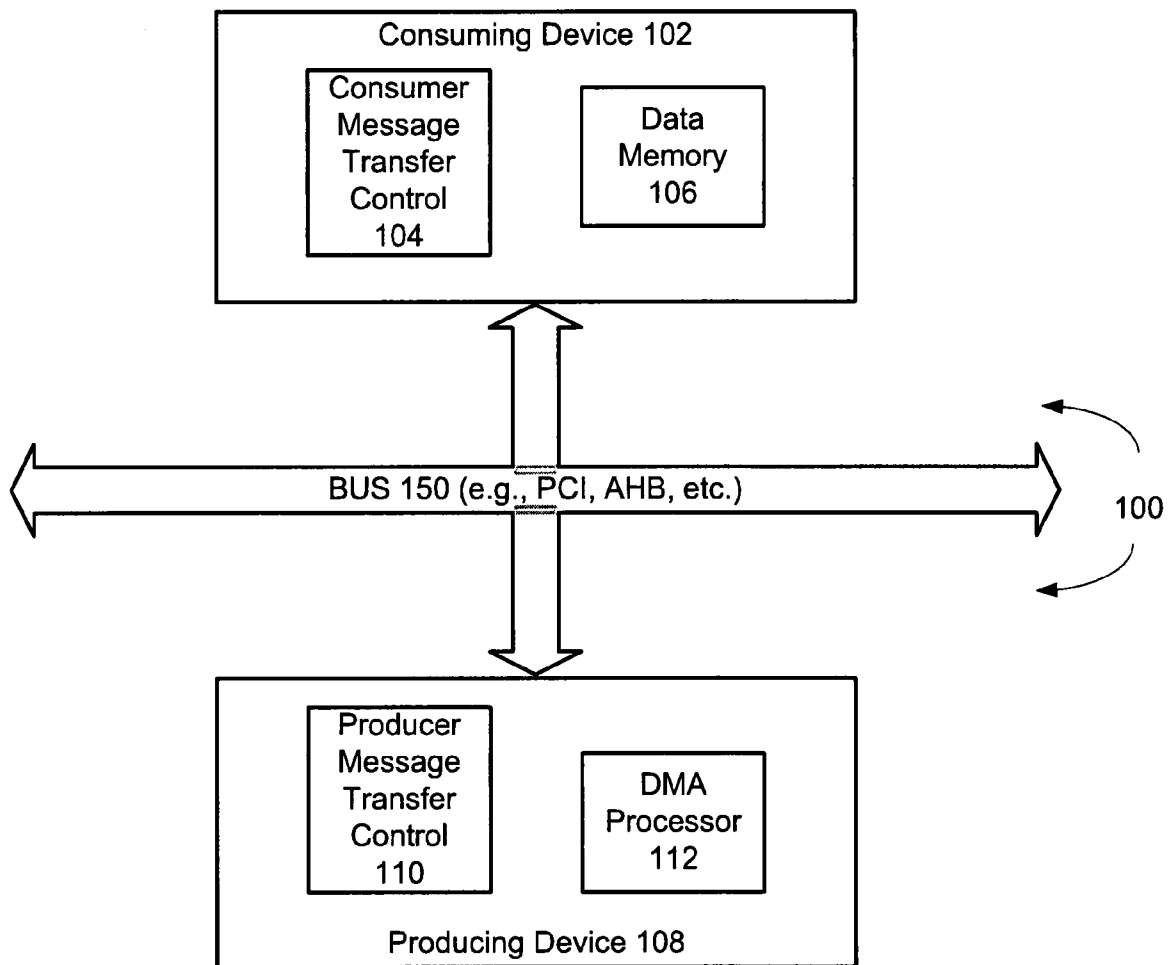 Consuming Device 102
Consumer
Message
Transfer
Control
104
Data
Memory
106
BUS 150 (e.g., PCI, AHB, etc.)
100
Producer
Message
Transfer
Control
110
DMA
Processor
112
Producing Device 108